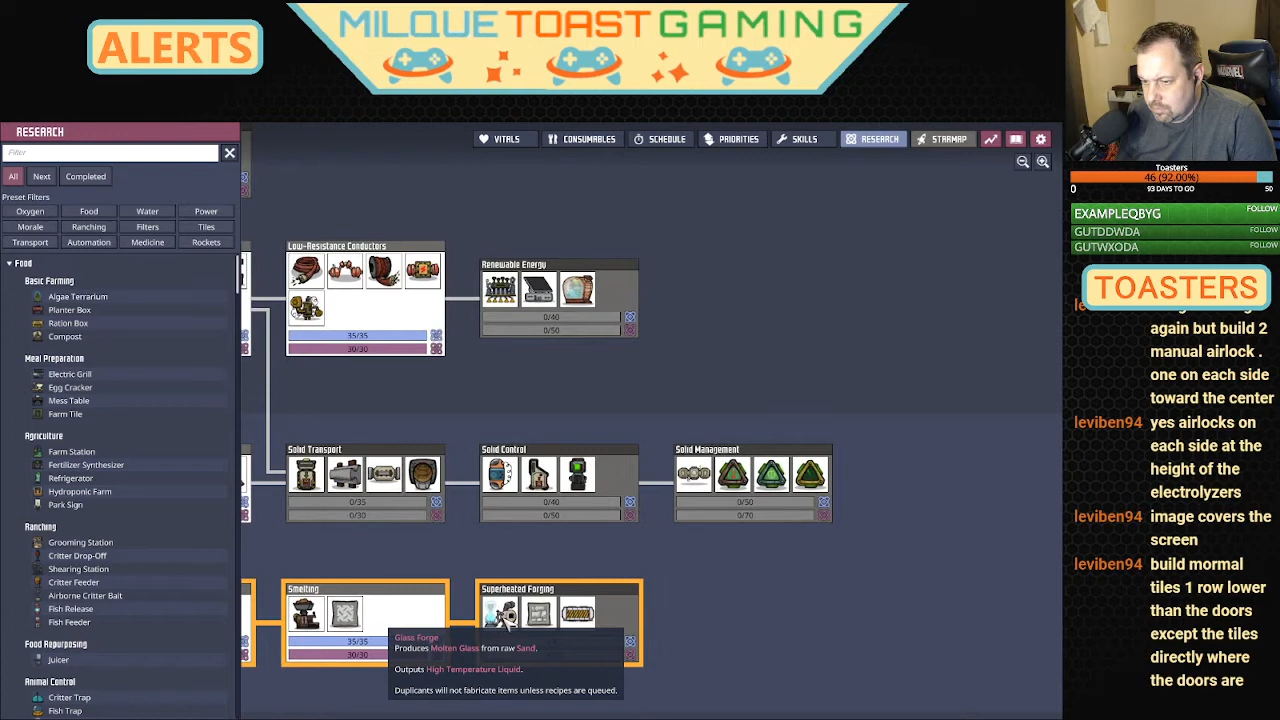 MILQUETOASTGAMING
ALERTS
RESEARCH
Filter
All Next Completed
Preset Filters
Oxygen Food Water Power
Morale Ranching Filters Tiles
Transport Automation Medicine Rockets
Food
Basic Farming
Algae Terrarium
Planter Box
Ration Box
Compost
Meal Preparation
Electric Grill
Egg Cracker
Mess Table
Farm Tile
Agriculture
Farm Station
Fertilizer Synthesizer
Refrigerator
Hydroponic Farm
Park Sign
Ranching
Grooming Station
Critter Drop-Off
Shearing Station
Critter Feeder
Airborne Critter Bait
Fish Release
Fish Feeder
Food Repurposing
Juicer
Animal Control
Critter Trap
Fish Trap
VITALS CONSUMABLES SCHEDULE PRIORITIES SKILLS RESEARCH STARMAP
Low-Resistance Conductors
35/35
30/30
Renewable Energy
0/40
0/50
Solid Transport
0/35
0/30
Solid Control
0/40
0/50
Solid Management
0/50
0/70
Smelting
35/35
30/30
Superheated Forging
Glass Forge
Produces Molten Glass from raw Sand.
Outputs High Temperature Liquid.
Duplicants will not fabricate items unless recipes are queued.
MARVEL
Toasters
46 (92.00%)
0 93 DAYS TO GO 50
EXAMPLEQBYG FOLLOW
GUTDDWDA FOLLOW
GUTWXODA FOLLOW
TOASTERS
again but build 2
manual airlock .
one on each side
toward the center
leviben94 yes airlocks on
each side at the
height of the
electrolyzers
leviben94 image covers the
screen
leviben94 build mormal
tiles 1 row lower
than the doors
except the tiles
directly where
the doors are